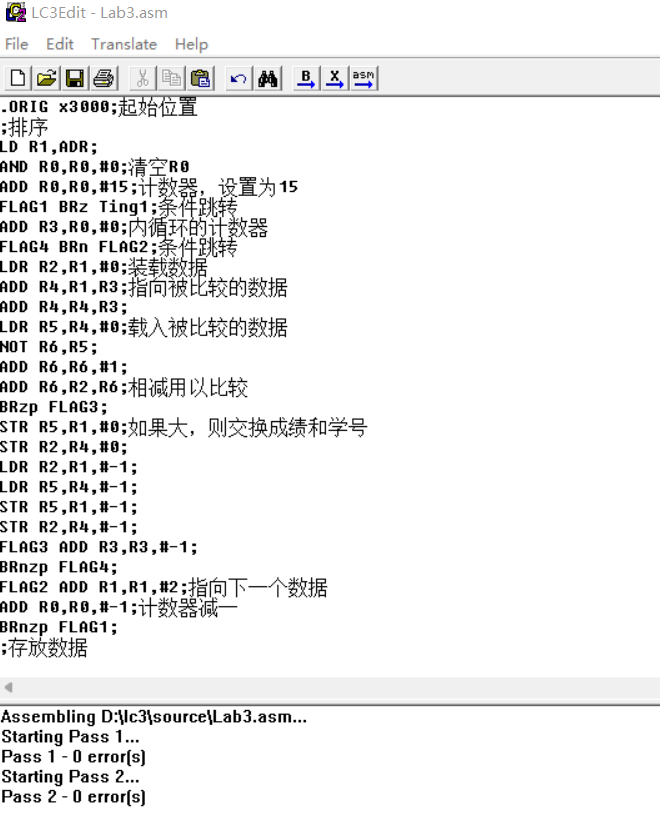 LC3Edit - Lab3.asm
File Edit Translate Help
B X asm
.ORIG x3000;起始位置
;排序
LD R1,ADR;
AND R0,R0,#0;清空R0
ADD R0,R0,#15;计数器，设置为15
FLAG1 BRz Ting1;条件跳转
ADD R3,R0,#0;内循环的计数器
FLAG4 BRn FLAG2;条件跳转
LDR R2,R1,#0;装载数据
ADD R4,R1,R3;指向被比较的数据
ADD R4,R4,R3;
LDR R5,R4,#0;载入被比较的数据
NOT R6,R5;
ADD R6,R6,#1;
ADD R6,R2,R6;相减用以比较
BRzp FLAG3;
STR R5,R1,#0;如果大，则交换成绩和学号
STR R2,R4,#0;
LDR R2,R1,#-1;
LDR R5,R4,#-1;
STR R5,R1,#-1;
STR R2,R4,#-1;
FLAG3 ADD R3,R3,#-1;
BRnzp FLAG4;
FLAG2 ADD R1,R1,#2;指向下一个数据
ADD R0,R0,#-1;计数器减一
BRnzp FLAG1;
;存放数据
Assembling D:\lc3\source\Lab3.asm...
Starting Pass 1...
Pass 1 - 0 error(s)
Starting Pass 2...
Pass 2 - 0 error(s)